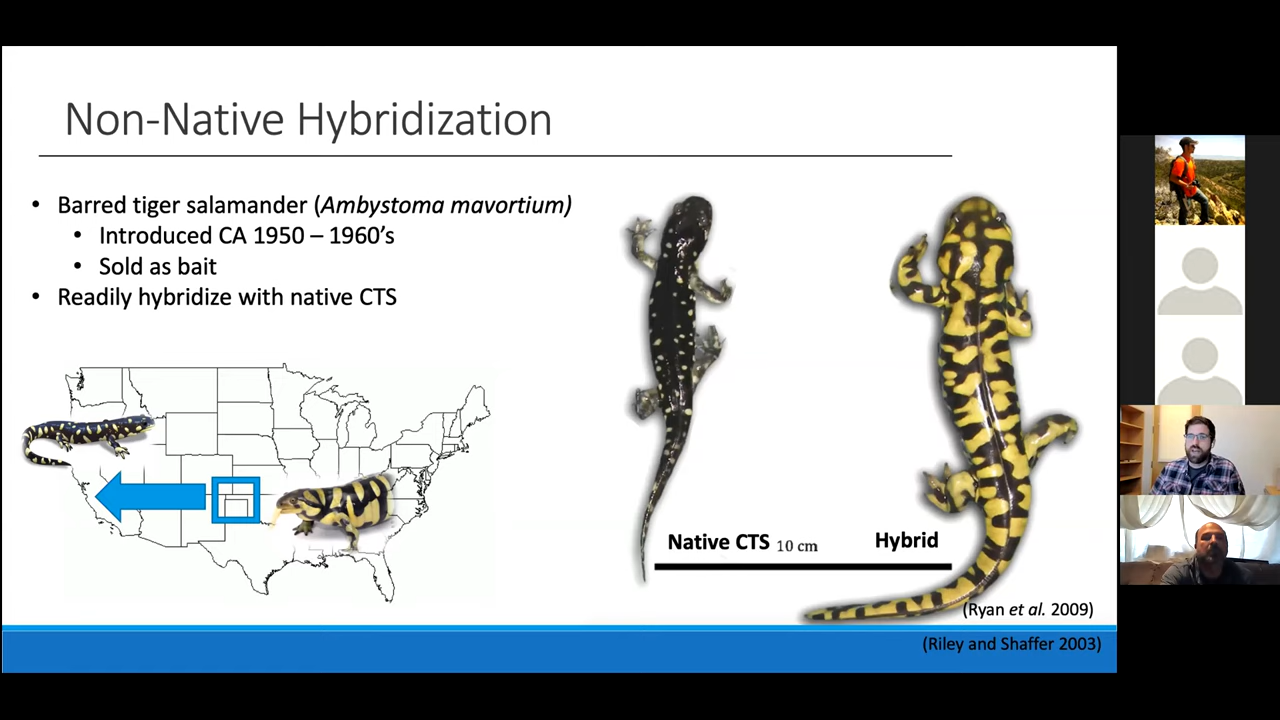 Non-Native Hybridization
• Barred tiger salamander (Ambystoma mavortium)
• Introduced CA 1950 – 1960’s
• Sold as bait
• Readily hybridize with native CTS
Native CTS 10 cm Hybrid
(Ryan et al. 2009)
(Riley and Shaffer 2003)